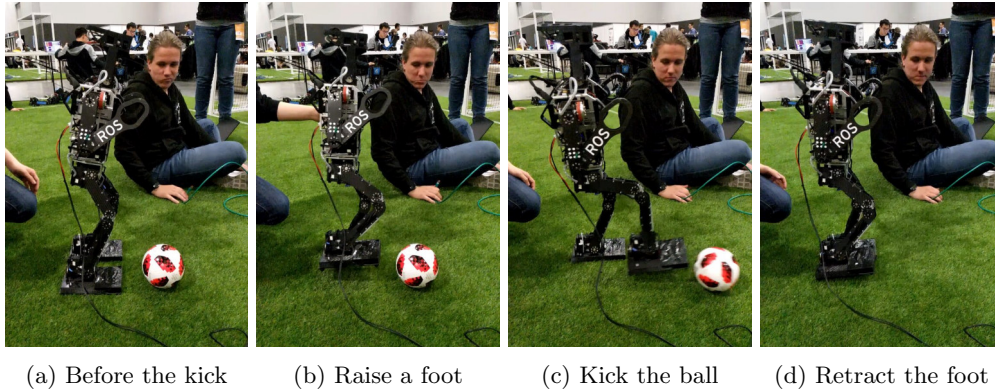 ROS
ROS
ROS
ROS
(a) Before the kick
(b) Raise a foot
(c) Kick the ball
(d) Retract the foot